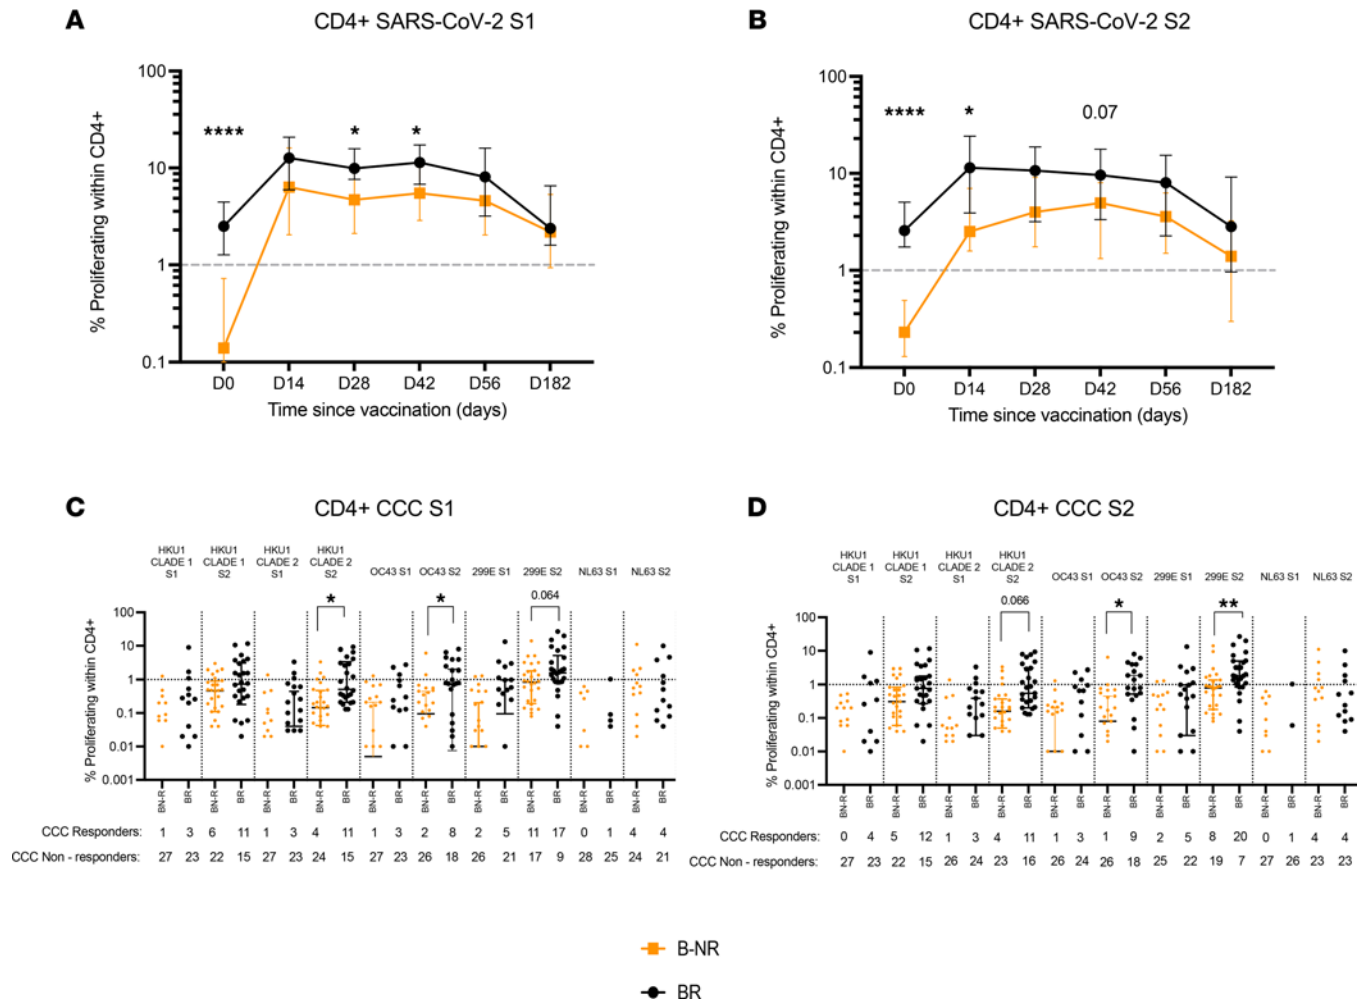 A
CD4+ SARS-CoV-2 S1
% Proliferating within CD4+
100
10
1
0.1
****
*
*
D0 D14 D28 D42 D56 D182
Time since vaccination (days)
B
CD4+ SARS-CoV-2 S2
% Proliferating within CD4+
100
10
1
0.1
****
*
0.07
D0 D14 D28 D42 D56 D182
Time since vaccination (days)
C
CD4+ CCC S1
HKU1 CLADE 1 S1
HKU1 CLADE 1 S2
HKU1 CLADE 2 S1
HKU1 CLADE 2 S2
OC43 S1
OC43 S2
299E S1
299E S2
NL63 S1
NL63 S2
% Proliferating within CD4+
100
10
1
0.1
0.01
0.001
*
*
0.064
BN-R BR BN-R BR BN-R BR BN-R BR BN-R BR BN-R BR BN-R BR BN-R BR BN-R BR BN-R BR
CCC Responders: 1 3 6 11 1 3 4 11 1 3 2 8 2 5 11 17 0 1 4 4
CCC Non - responders: 27 23 22 15 27 23 24 15 27 23 26 18 26 21 17 9 28 25 24 21
D
CD4+ CCC S2
HKU1 CLADE 1 S1
HKU1 CLADE 1 S2
HKU1 CLADE 2 S1
HKU1 CLADE 2 S2
OC43 S1
OC43 S2
299E S1
299E S2
NL63 S1
NL63 S2
% Proliferating within CD4+
100
10
1
0.1
0.01
0.001
0.066
*
**
BN-R BR BN-R BR BN-R BR BN-R BR BN-R BR BN-R BR BN-R BR BN-R BR BN-R BR BN-R BR
CCC Responders: 0 4 5 12 1 3 4 11 1 3 1 9 2 5 8 20 0 1 4 4
CCC Non - responders: 27 23 22 15 26 24 23 16 26 24 26 18 25 22 19 7 27 26 23 23
B-NR
BR